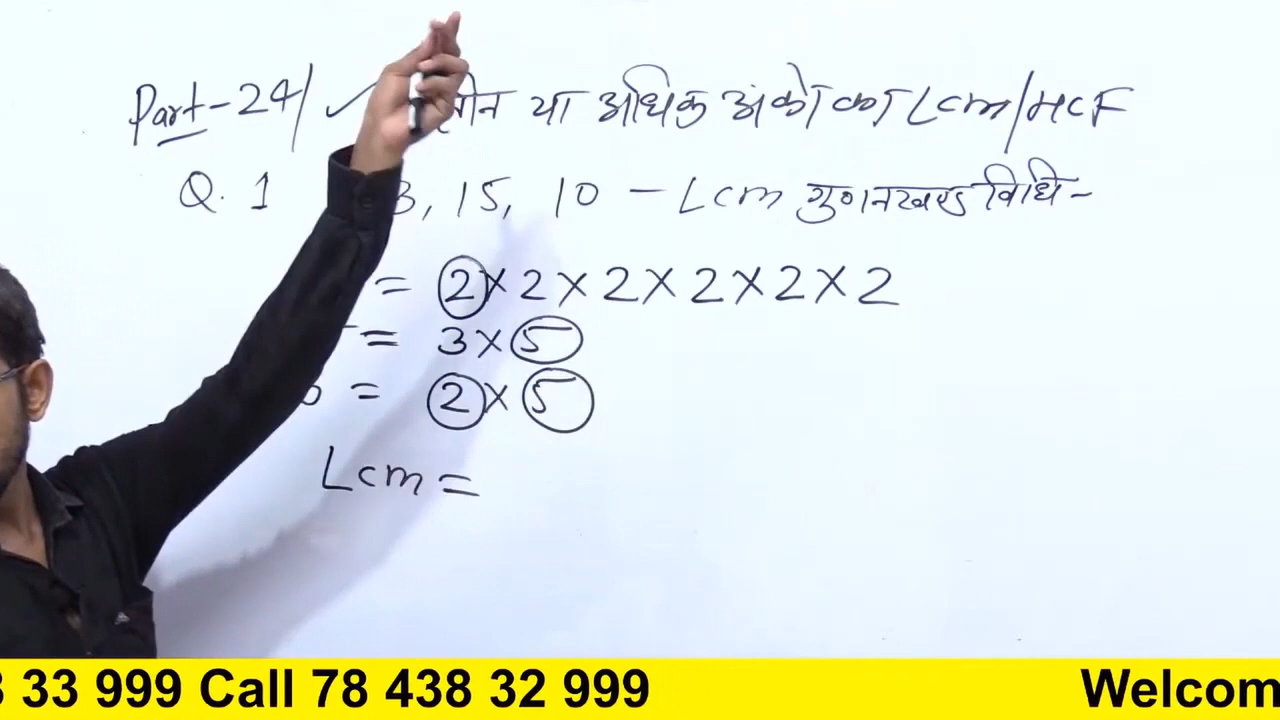 Part-24/ ✓ तीन या अधिक अंको का Lcm/HCF
Q. 1 3, 15, 10 - Lcm गुणनखण्ड विधि-
= 2×2×2×2×2×2
= 3×5
= 2×5
Lcm =
33 999 Call 78 438 32 999 Welcom